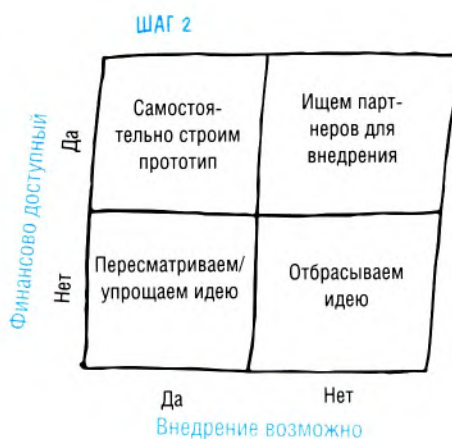 ШАГ 2
Финансово доступный
Да
Нет
Самостоя-
тельно строим
прототип
Ищем парт-
неров для
внедрения
Пересматриваем/
упрощаем идею
Отбрасываем
идею
Да
Нет
Внедрение возможно